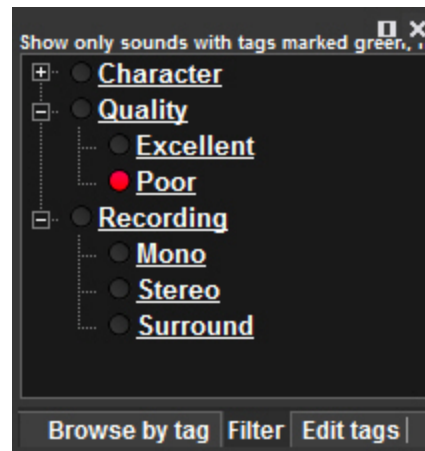 Show only sounds with tags marked green,
Character
Quality
Excellent
Poor
Recording
Mono
Stereo
Surround
Browse by tag Filter Edit tags